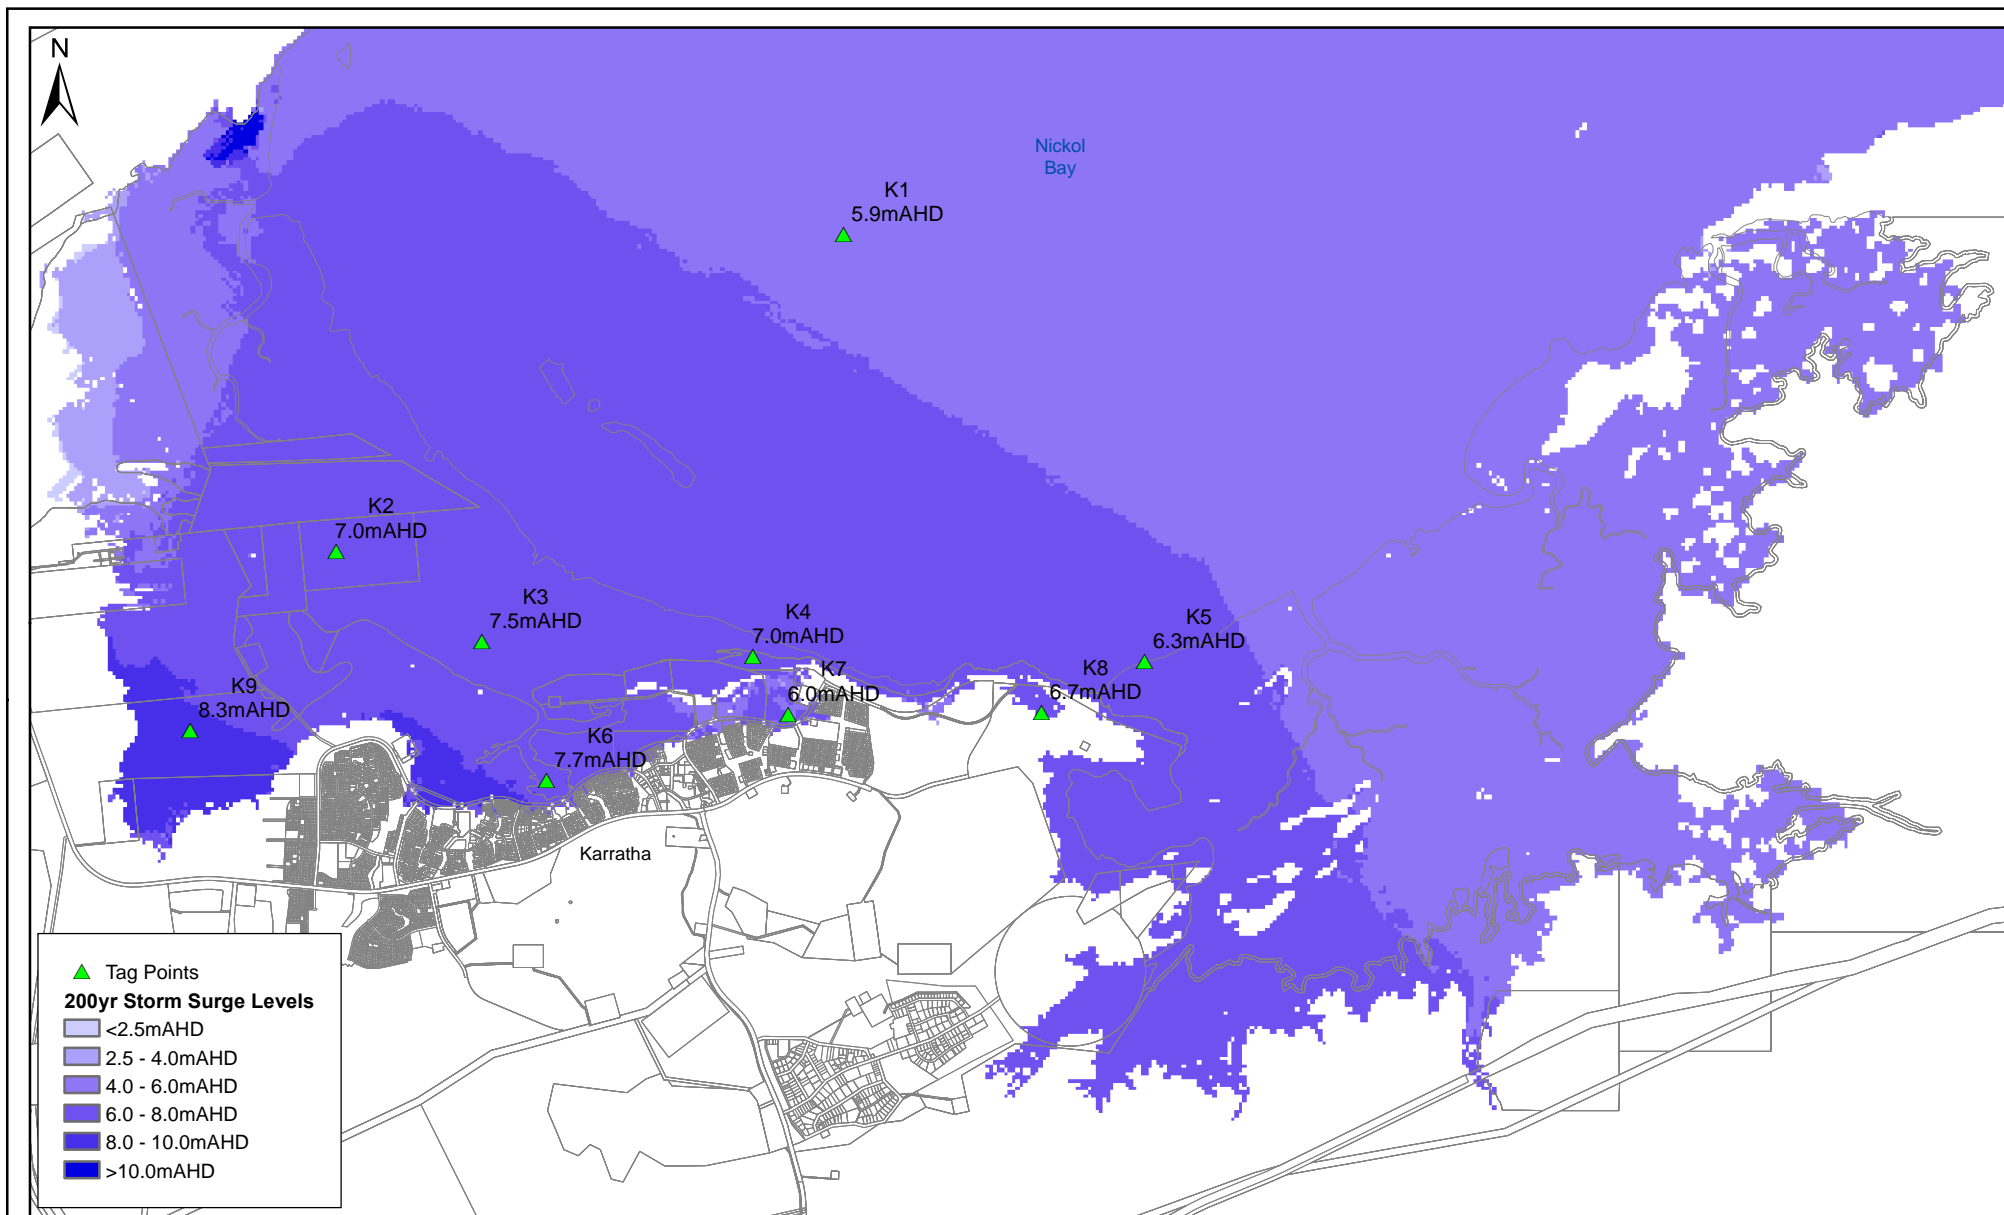 N
Nickol
Bay
K1
5.9mAHD
K2
7.0mAHD
K3
7.5mAHD
K4
7.0mAHD
K5
6.3mAHD
K7
6.0mAHD
K8
6.7mAHD
K9
8.3mAHD
K6
7.7mAHD
Karratha
Tag Points
200yr Storm Surge Levels
<2.5mAHD
2.5 - 4.0mAHD
4.0 - 6.0mAHD
6.0 - 8.0mAHD
8.0 - 10.0mAHD
>10.0mAHD